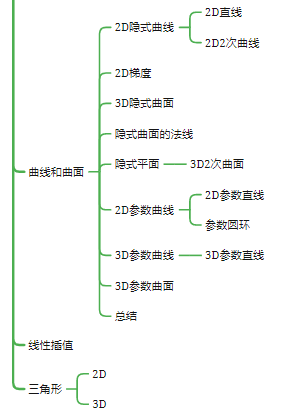 2D隐式曲线
2D直线
2D2次曲线
2D梯度
3D隐式曲面
隐式曲面的法线
曲线和曲面
隐式平面
3D2次曲面
2D参数曲线
2D参数直线
参数圆环
3D参数曲线
3D参数直线
3D参数曲面
总结
线性插值
三角形
2D
3D